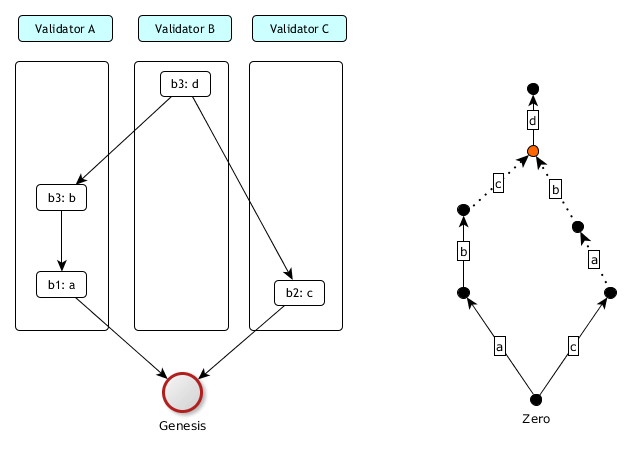 Validator A
Validator B
Validator C
b3: d
b3: b
b1: a
b2: c
Genesis
d
c
b
b
a
a
c
Zero